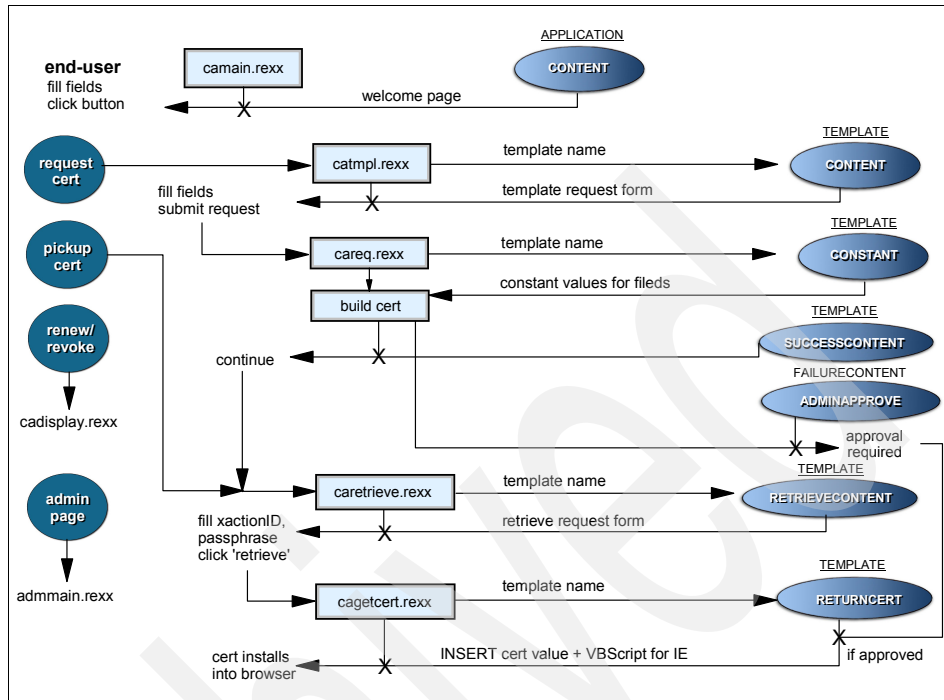 APPLICATION
end-user
fill fields
click button
camain.rexx
CONTENT
welcome page
X
TEMPLATE
request
cert
catmpl.rexx
template name
CONTENT
template request form
X
fill fields
submit request
TEMPLATE
pickup
cert
careq.rexx
template name
CONSTANT
constant values for fileds
build cert
TEMPLATE
renew/
revoke
continue
X
SUCCESSCONTENT
FAILURECONTENT
ADMINAPPROVE
cadisplay.rexx
X
approval
required
TEMPLATE
admin
page
caretrieve.rexx
template name
RETRIEVECONTENT
fill xactionID,
passphrase
click 'retrieve'
retrieve request form
X
TEMPLATE
admmain.rexx
cagetcert.rexx
template name
RETURNCERT
X
if approved
cert installs
into browser
X
INSERT cert value + VBScript for IE
hived